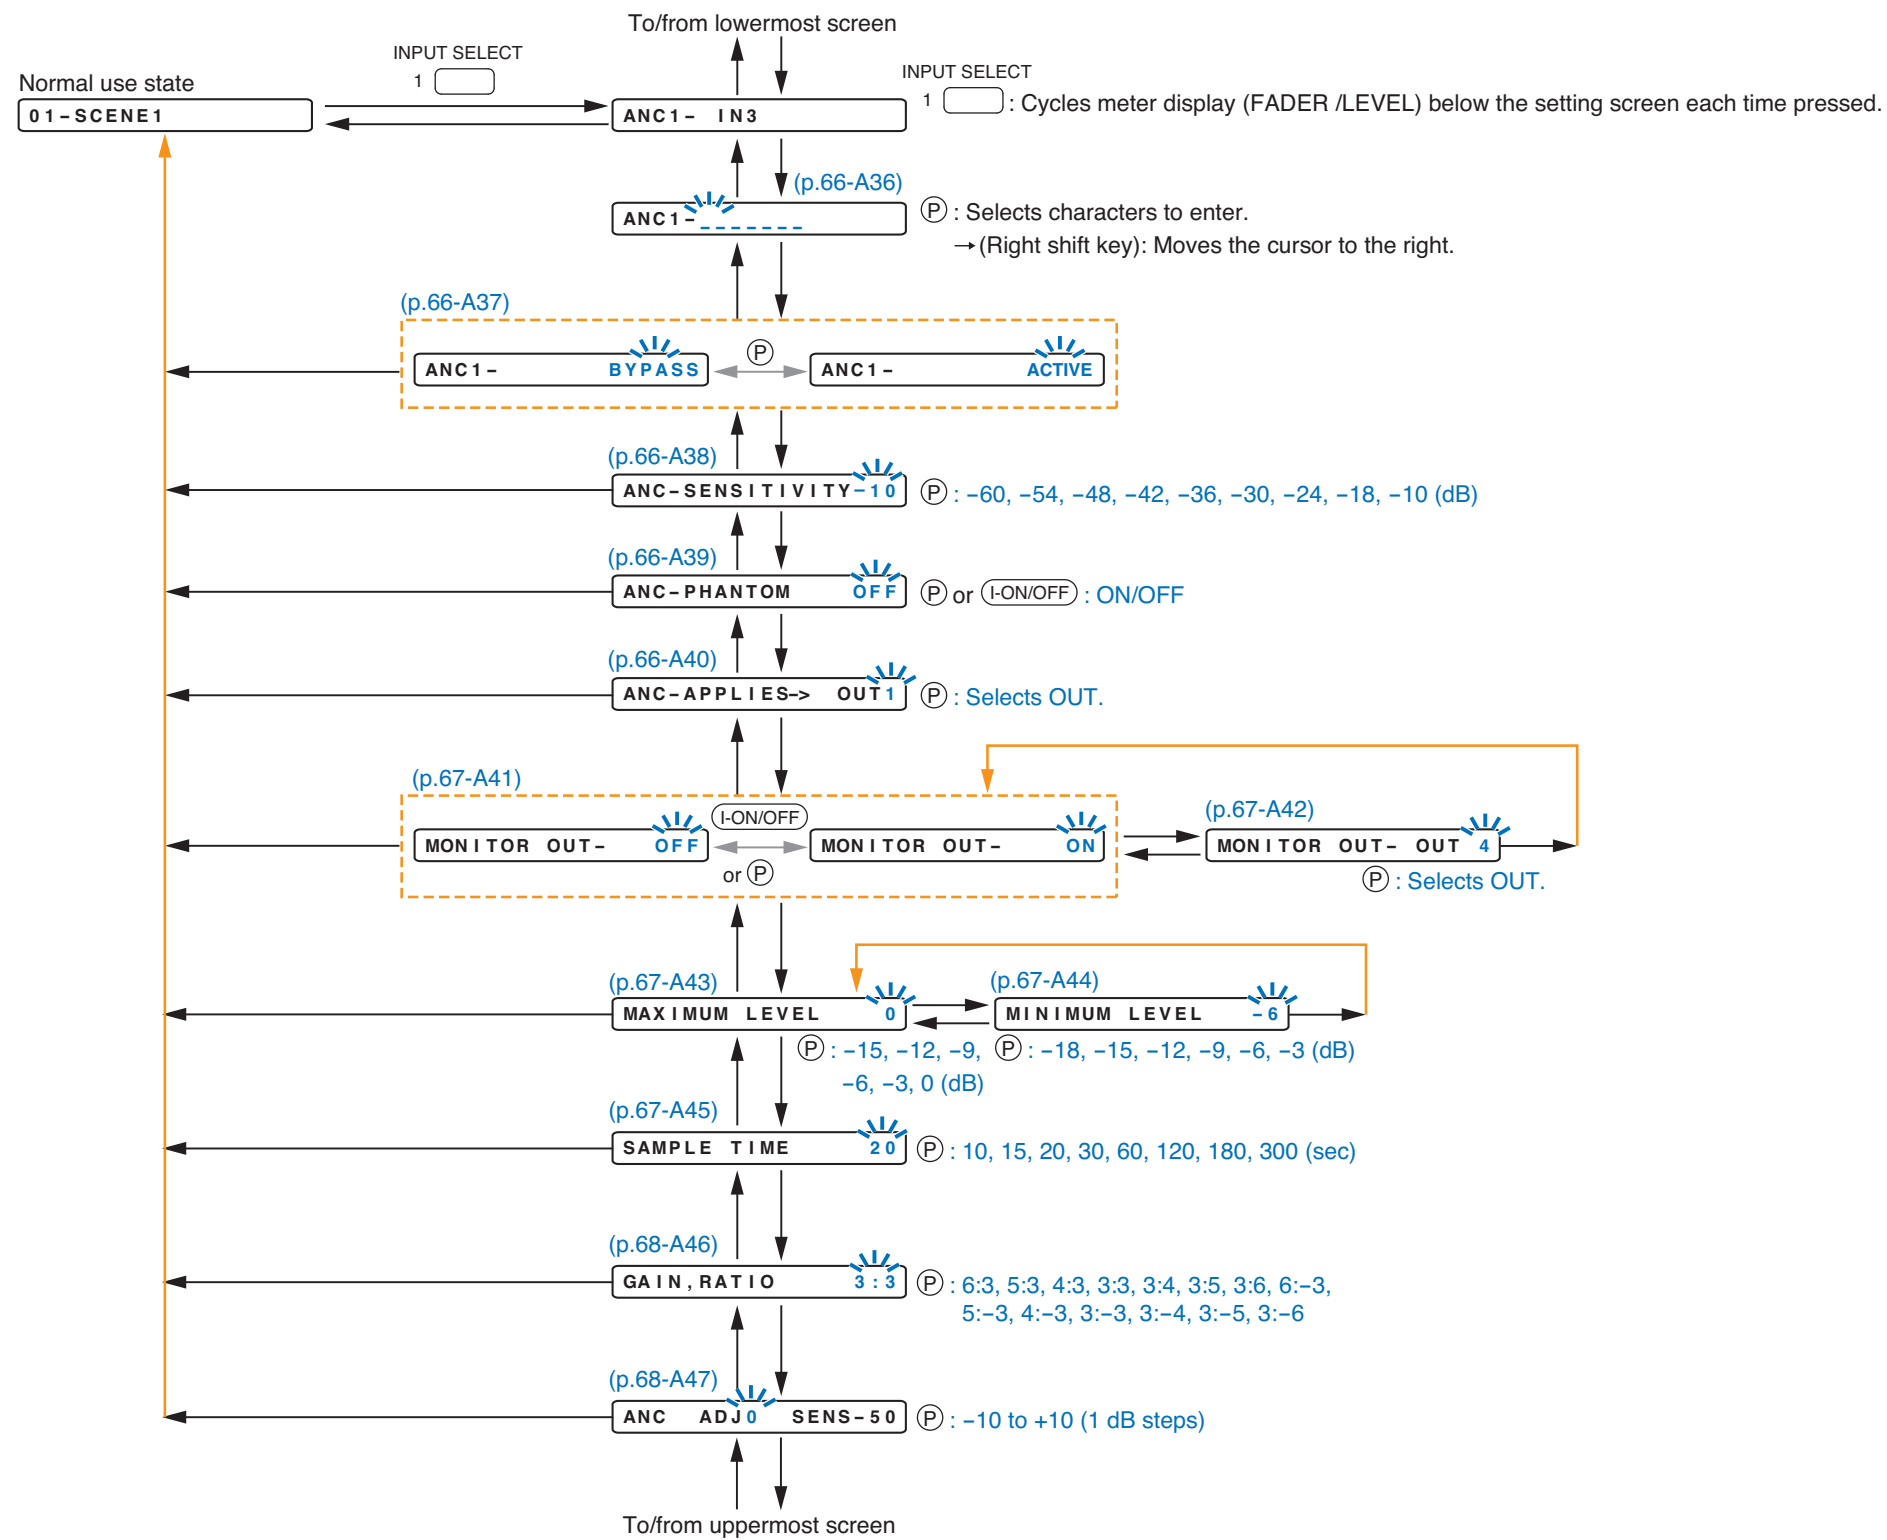 To/from lowermost screen
INPUT SELECT
1
Normal use state
01-SCENE1
ANC1- IN3
INPUT SELECT
1 : Cycles meter display (FADER /LEVEL) below the setting screen each time pressed.
(p.66-A36)
ANC1-_______
P : Selects characters to enter.
→(Right shift key): Moves the cursor to the right.
(p.66-A37)
ANC1- BYPASS
P
ANC1- ACTIVE
(p.66-A38)
ANC-SENSITIVITY-10
P : −60, −54, −48, −42, −36, −30, −24, −18, −10 (dB)
(p.66-A39)
ANC-PHANTOM OFF
P or I-ON/OFF : ON/OFF
(p.66-A40)
ANC-APPLIES-> OUT1
P : Selects OUT.
(p.67-A41)
MONITOR OUT- OFF
I-ON/OFF
or P
MONITOR OUT- ON
(p.67-A42)
MONITOR OUT- OUT 4
P : Selects OUT.
(p.67-A43)
MAXIMUM LEVEL 0
P : −15, −12, −9,
−6, −3, 0 (dB)
(p.67-A44)
MINIMUM LEVEL -6
P : −18, −15, −12, −9, −6, −3 (dB)
(p.67-A45)
SAMPLE TIME 20
P : 10, 15, 20, 30, 60, 120, 180, 300 (sec)
(p.68-A46)
GAIN,RATIO 3:3
P : 6:3, 5:3, 4:3, 3:3, 3:4, 3:5, 3:6, 6:−3,
5:−3, 4:−3, 3:−3, 3:−4, 3:−5, 3:−6
(p.68-A47)
ANC ADJ0 SENS-50
P : −10 to +10 (1 dB steps)
To/from uppermost screen